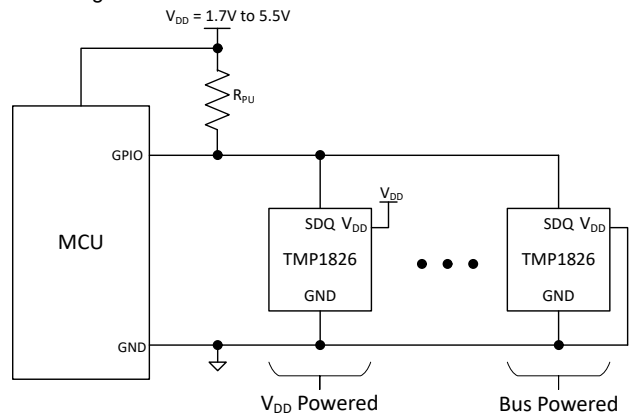 V_DD = 1.7V to 5.5V
R_PU
GPIO
V_DD
SDQ V_DD
SDQ V_DD
MCU
TMP1826
TMP1826
GND
GND
GND
V_DD Powered
Bus Powered